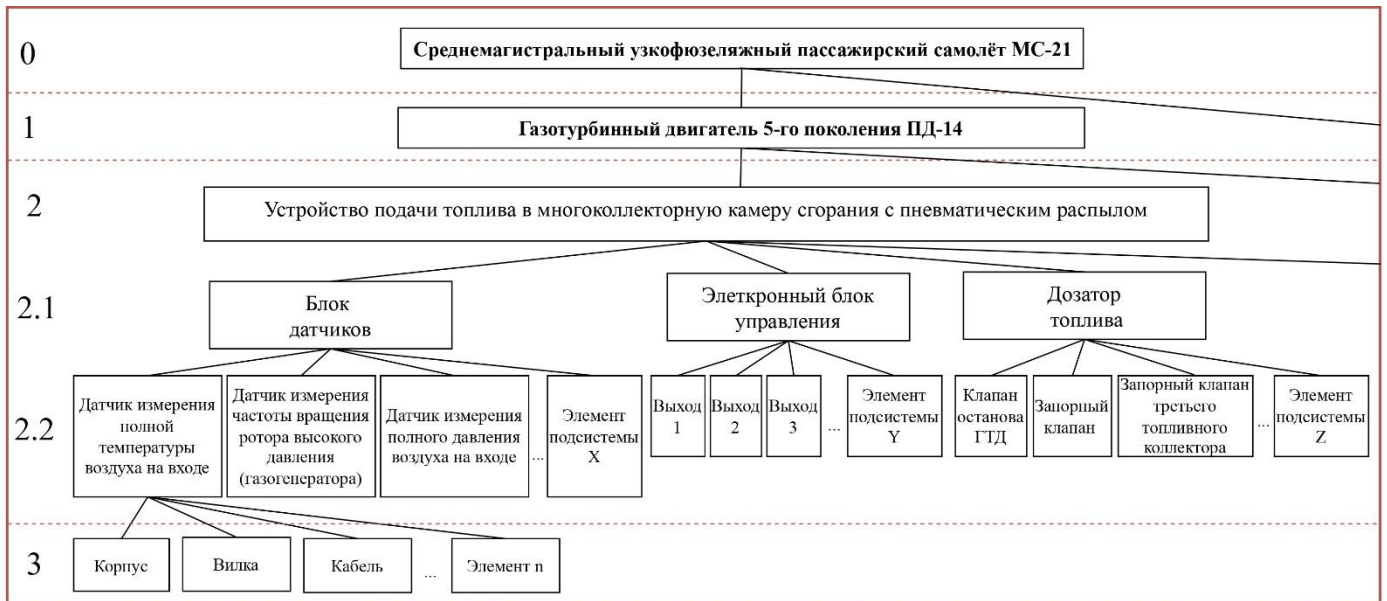 0
Среднемагистральный узкофюзеляжный пассажирский самолёт МС-21
1
Газотурбинный двигатель 5-го поколения ПД-14
2
Устройство подачи топлива в многоколлекторную камеру сгорания с пневматическим распылом
2.1
Блок
датчиков
Элеткронный блок
управления
Дозатор
топлива
2.2
Датчик измерения
полной
температуры
воздуха на входе
Датчик измерения
частоты вращения
ротора высокого
давления
(газогенератора)
Датчик измерения
полного давления
воздуха на входе
...
Элемент
подсистемы
X
Выход
1
Выход
2
Выход
3
...
Элемент
подсистемы
Y
Клапан
останова
ГТД
Запорный
клапан
Запорный клапан
третьего
топливного
коллектора
...
Элемент
подсистемы
Z
3
Корпус
Вилка
Кабель
...
Элемент n